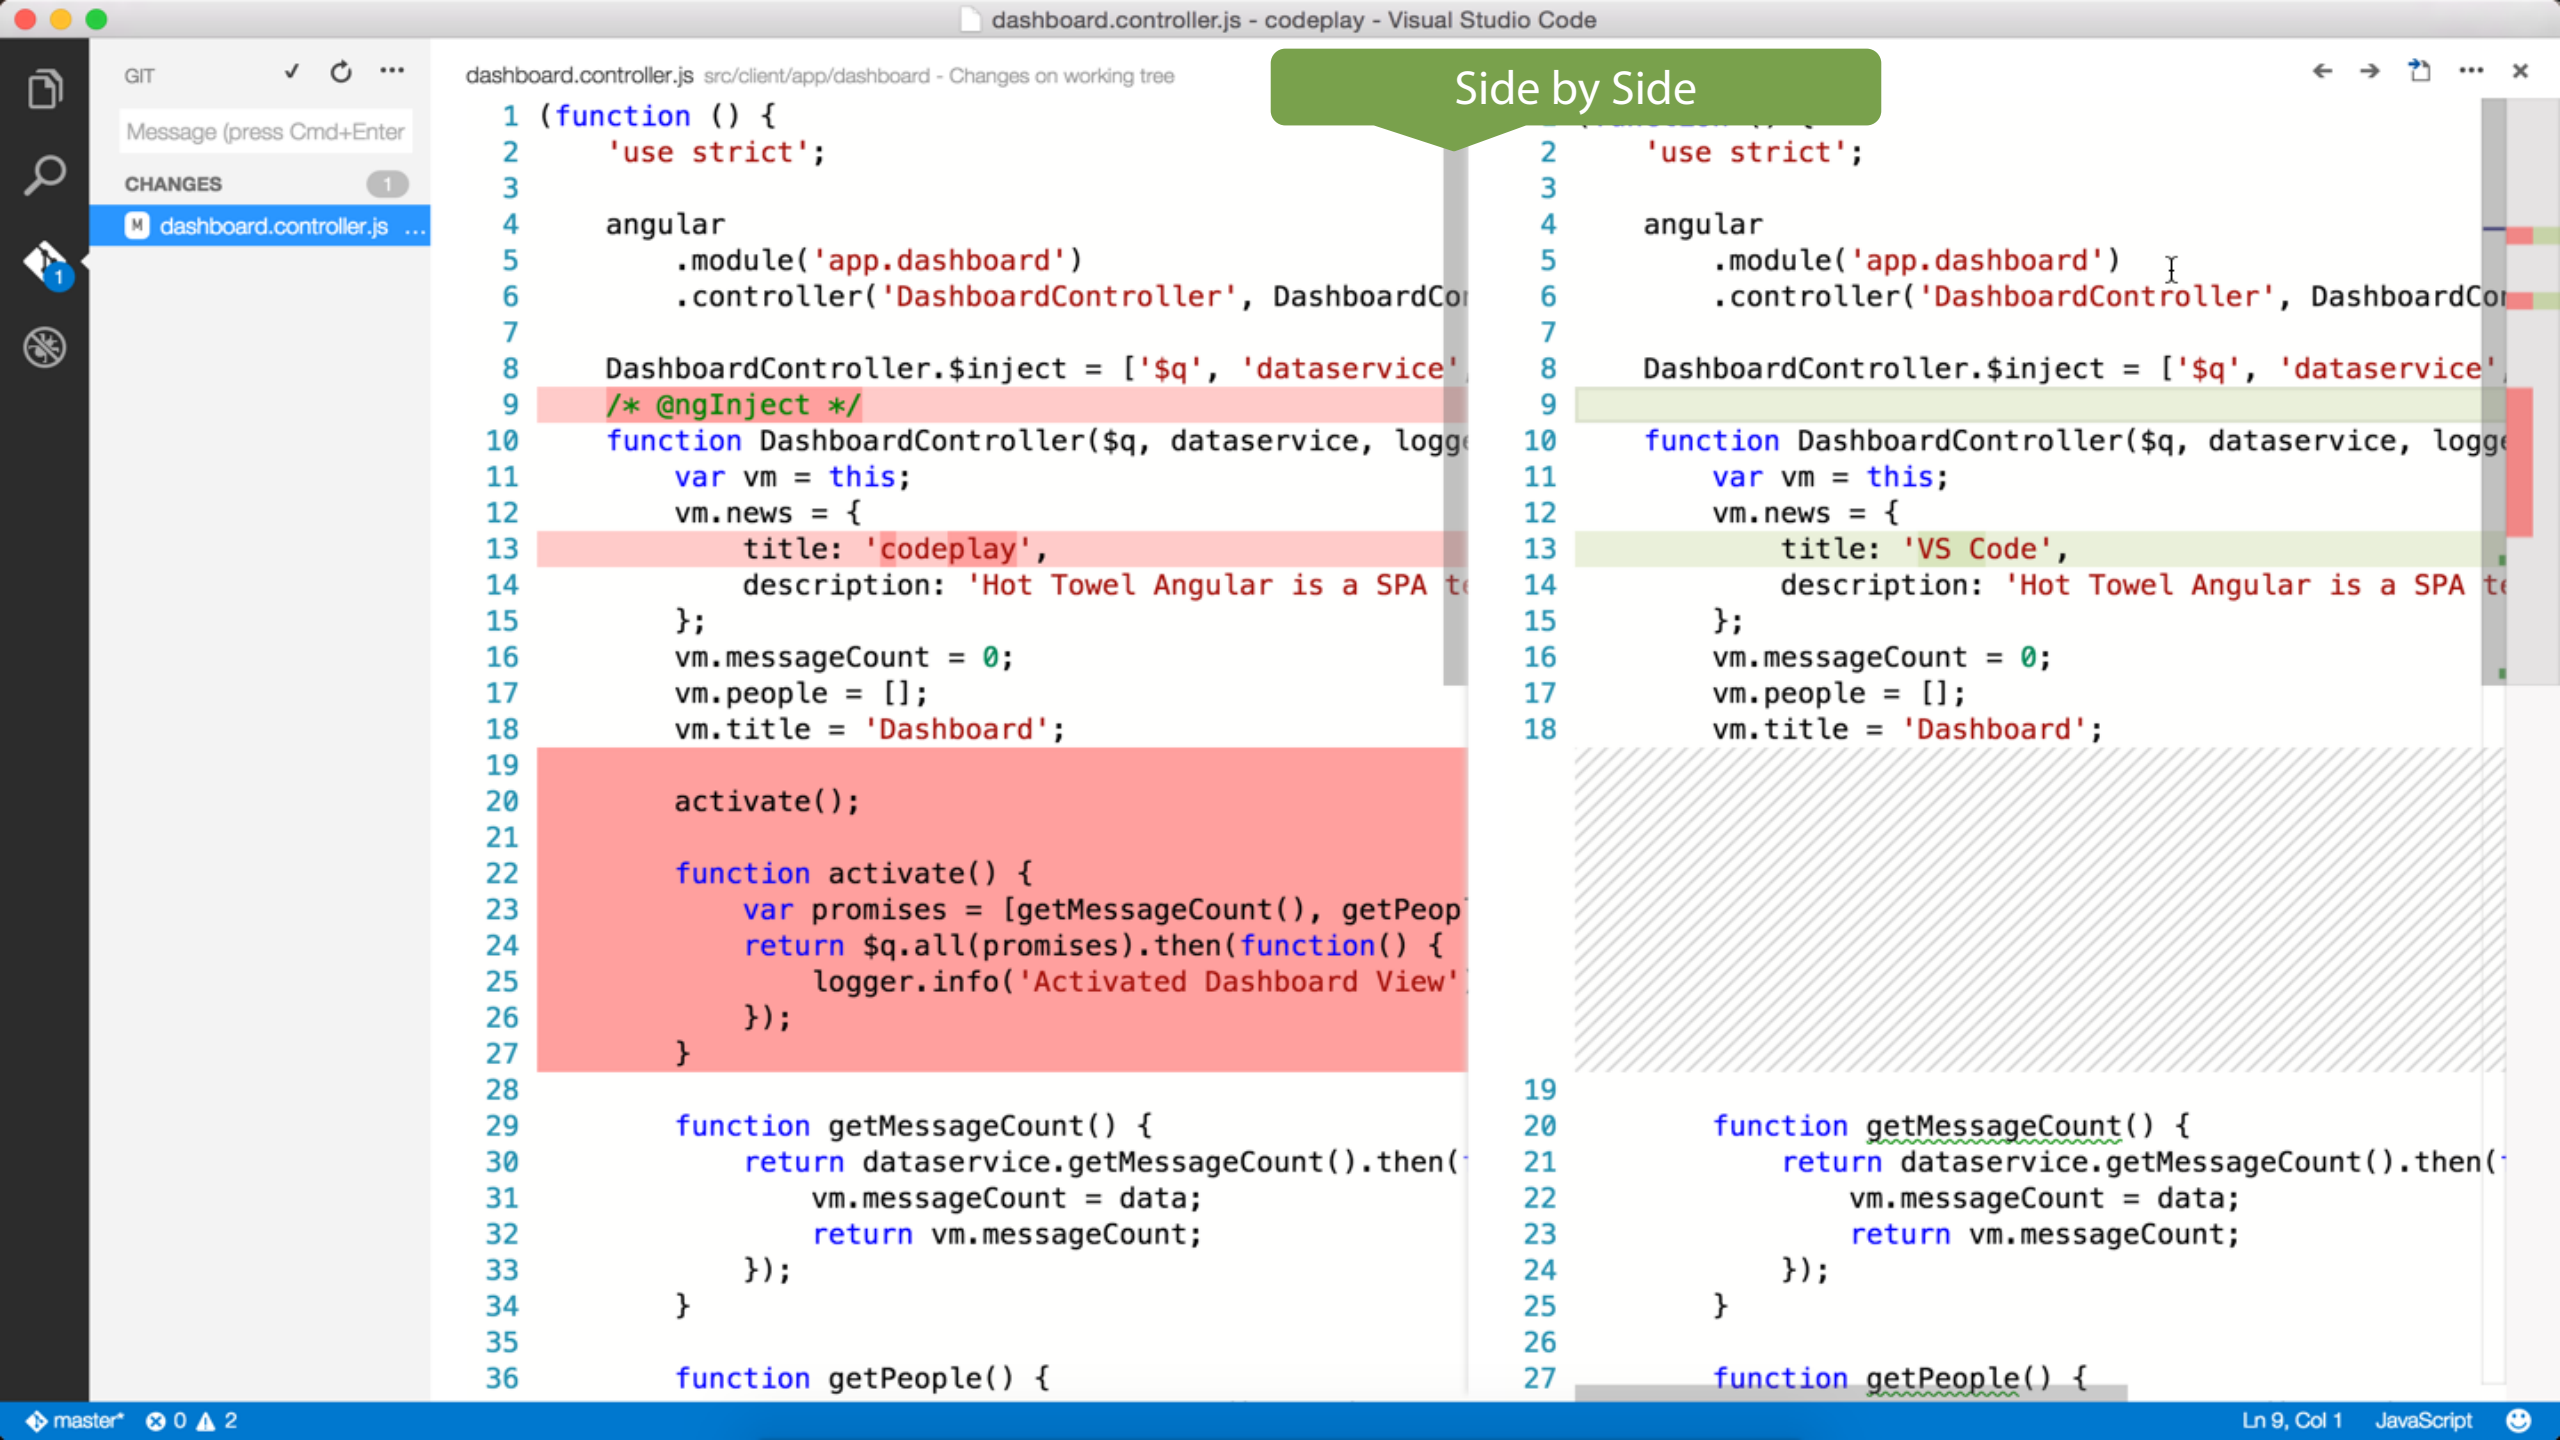 dashboard.controller.js - codeplay - Visual Studio Code
GIT
Message (press Cmd+Enter
CHANGES
1
M dashboard.controller.js ...
1
dashboard.controller.js src/client/app/dashboard - Changes on working tree
Side by Side
1 (function () {
2 'use strict';
3
4 angular
5 .module('app.dashboard')
6 .controller('DashboardController',
7
8 DashboardController.$inject = ['$q', 'dataservice'
9 /* @ngInject */
10 function DashboardController($q, dataservice,
11 var vm = this;
12 vm.news = {
13 title: 'codeplay',
14 description: 'Hot Towel Angular is a SPA
15 };
16 vm.messageCount = 0;
17 vm.people = [];
18 vm.title = 'Dashboard';
19
20 activate();
21
22 function activate() {
23 var promises = [getMessageCount(), getPeop
24 return $q.all(promises).then(function() {
25 logger.info('Activated Dashboard View'
26 });
27 }
28
29 function getMessageCount() {
30 return dataservice.getMessageCount().then(
31 vm.messageCount = data;
32 return vm.messageCount;
33 });
34 }
35
36 function getPeople() {
2 'use strict';
3
4 angular
5 .module('app.dashboard')
6 .controller('DashboardController',
7
8 DashboardController.$inject = ['$q', 'dataservice'
9
10 function DashboardController($q, dataservice,
11 var vm = this;
12 vm.news = {
13 title: 'VS Code',
14 description: 'Hot Towel Angular is a SPA
15 };
16 vm.messageCount = 0;
17 vm.people = [];
18 vm.title = 'Dashboard';
19
20 function getMessageCount() {
21 return dataservice.getMessageCount().then(
22 vm.messageCount = data;
23 return vm.messageCount;
24 });
25 }
26
27 function getPeople() {
master* 0 2
Ln 9, Col 1 JavaScript